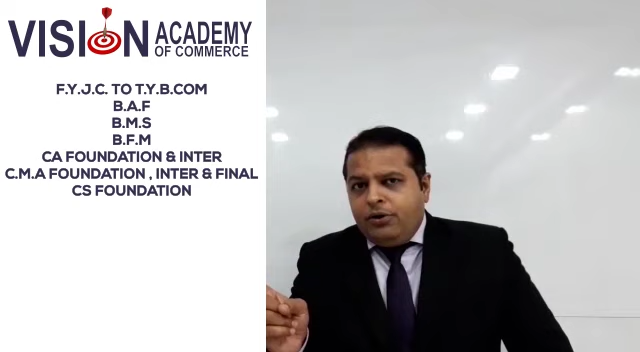 VISION ACADEMY
OF COMMERCE
F.Y.J.C. TO T.Y.B.COM
B.A.F
B.M.S
B.F.M
CA FOUNDATION & INTER
C.M.A FOUNDATION , INTER & FINAL
CS FOUNDATION